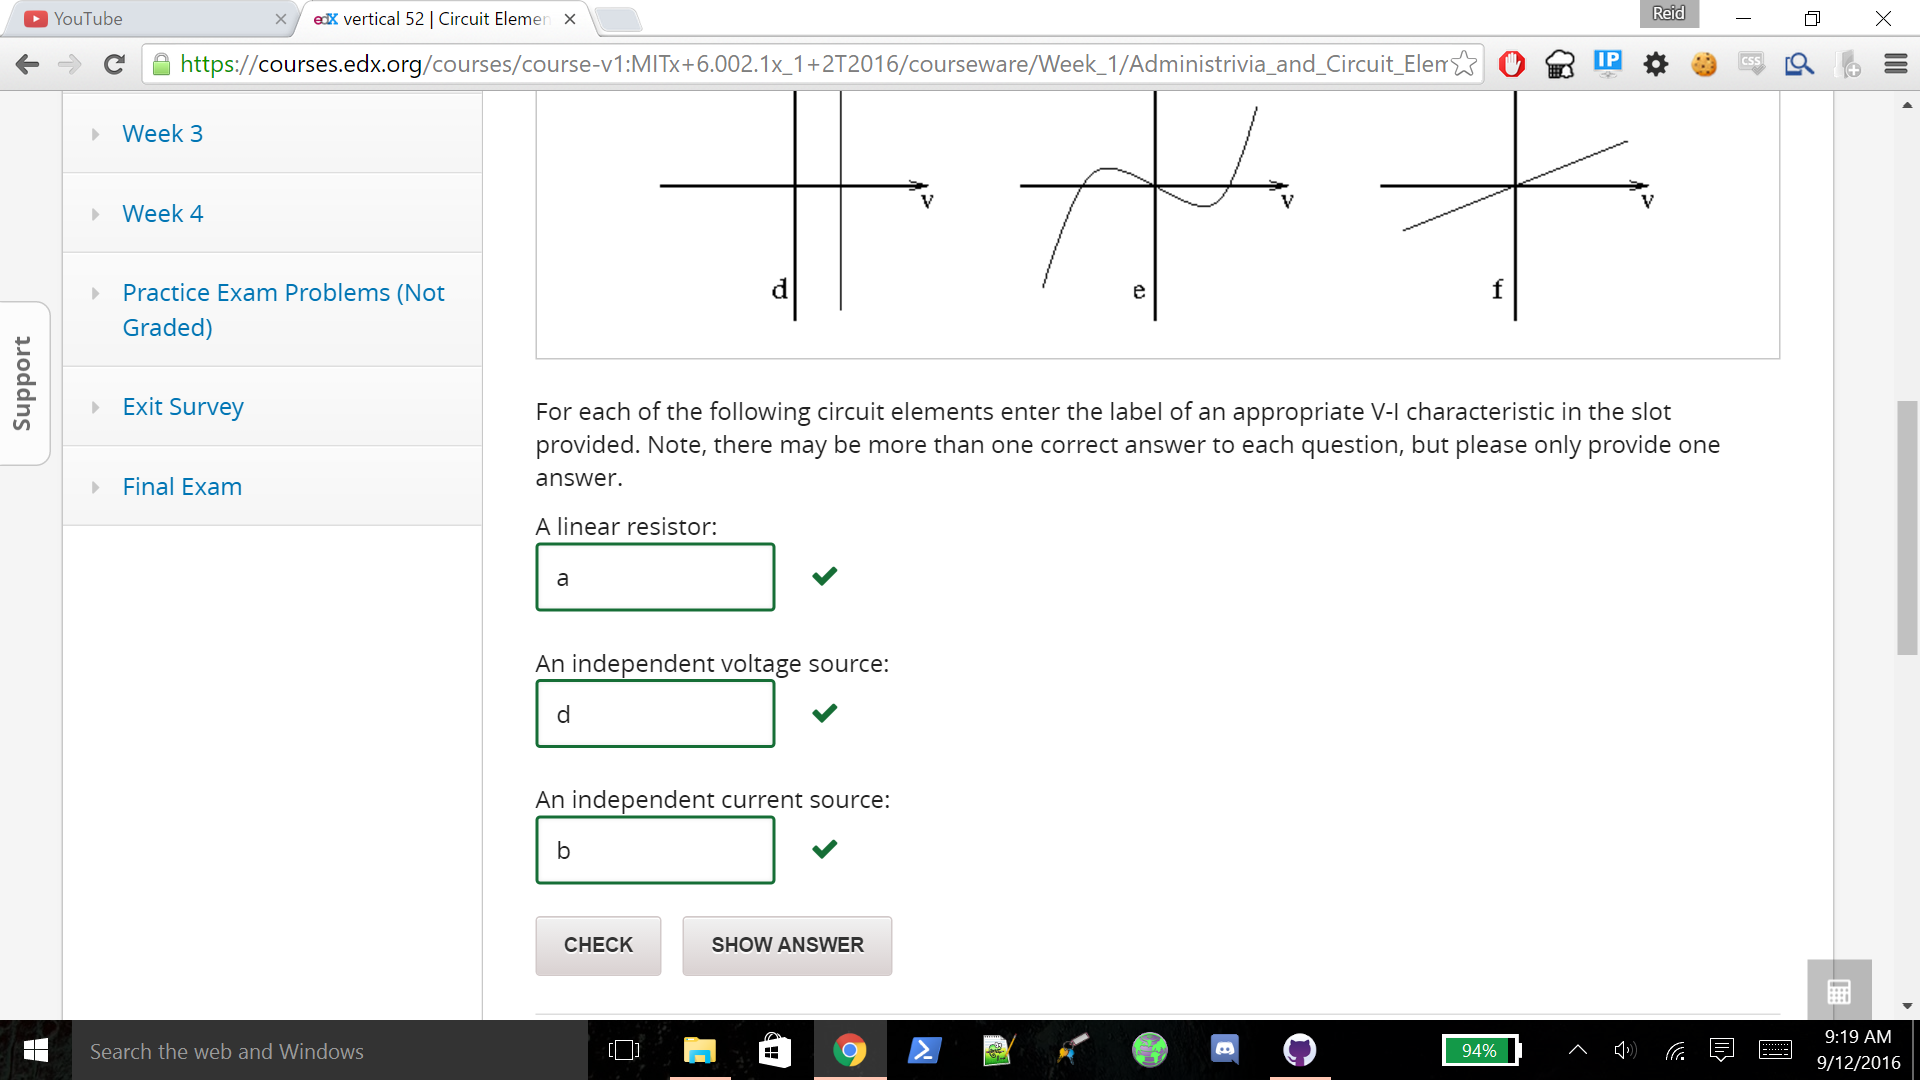 YouTube
edX vertical 52 | Circuit Elemen
Reid
https://courses.edx.org/courses/course-v1:MITx+6.002.1x_1+2T2016/courseware/Week_1/Administrivia_and_Circuit_Elem
IP
CSS
Support
Week 3
Week 4
Practice Exam Problems (Not
Graded)
Exit Survey
Final Exam
v
v
v
d
e
f
For each of the following circuit elements enter the label of an appropriate V-I characteristic in the slot
provided. Note, there may be more than one correct answer to each question, but please only provide one
answer.
A linear resistor:
a
An independent voltage source:
d
An independent current source:
b
CHECK
SHOW ANSWER
Search the web and Windows
94%
9:19 AM
9/12/2016